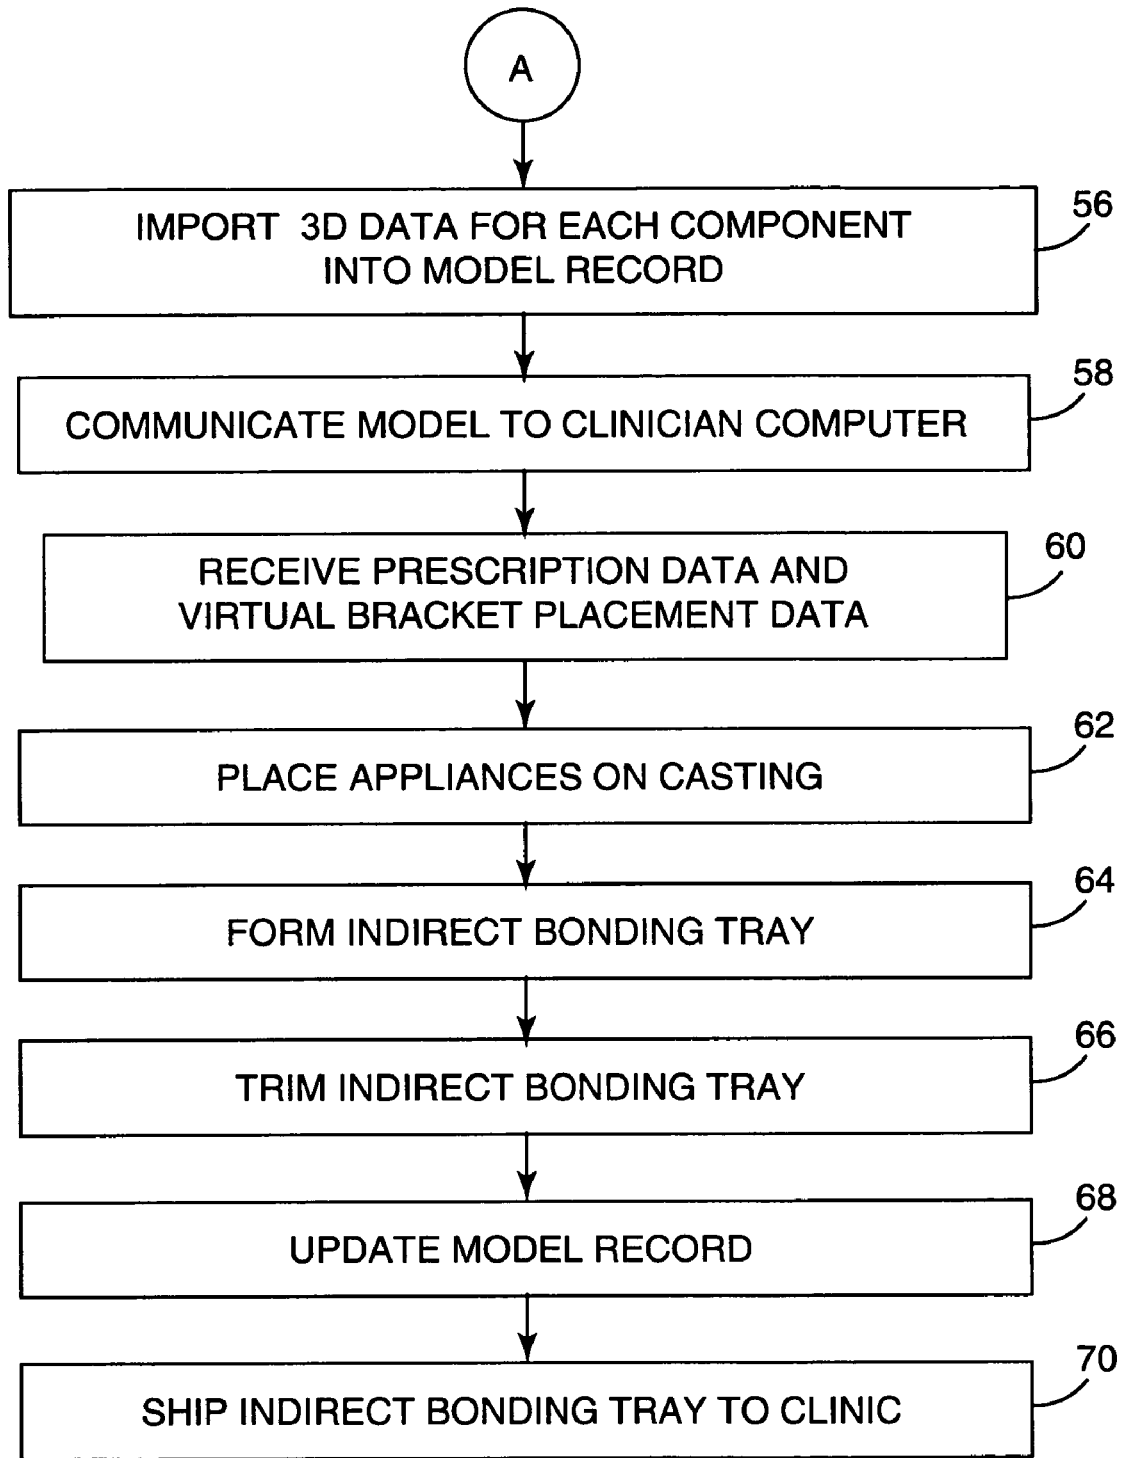 A
IMPORT 3D DATA FOR EACH COMPONENT
INTO MODEL RECORD
56
COMMUNICATE MODEL TO CLINICIAN COMPUTER
58
RECEIVE PRESCRIPTION DATA AND
VIRTUAL BRACKET PLACEMENT DATA
60
PLACE APPLIANCES ON CASTING
62
FORM INDIRECT BONDING TRAY
64
TRIM INDIRECT BONDING TRAY
66
UPDATE MODEL RECORD
68
SHIP INDIRECT BONDING TRAY TO CLINIC
70